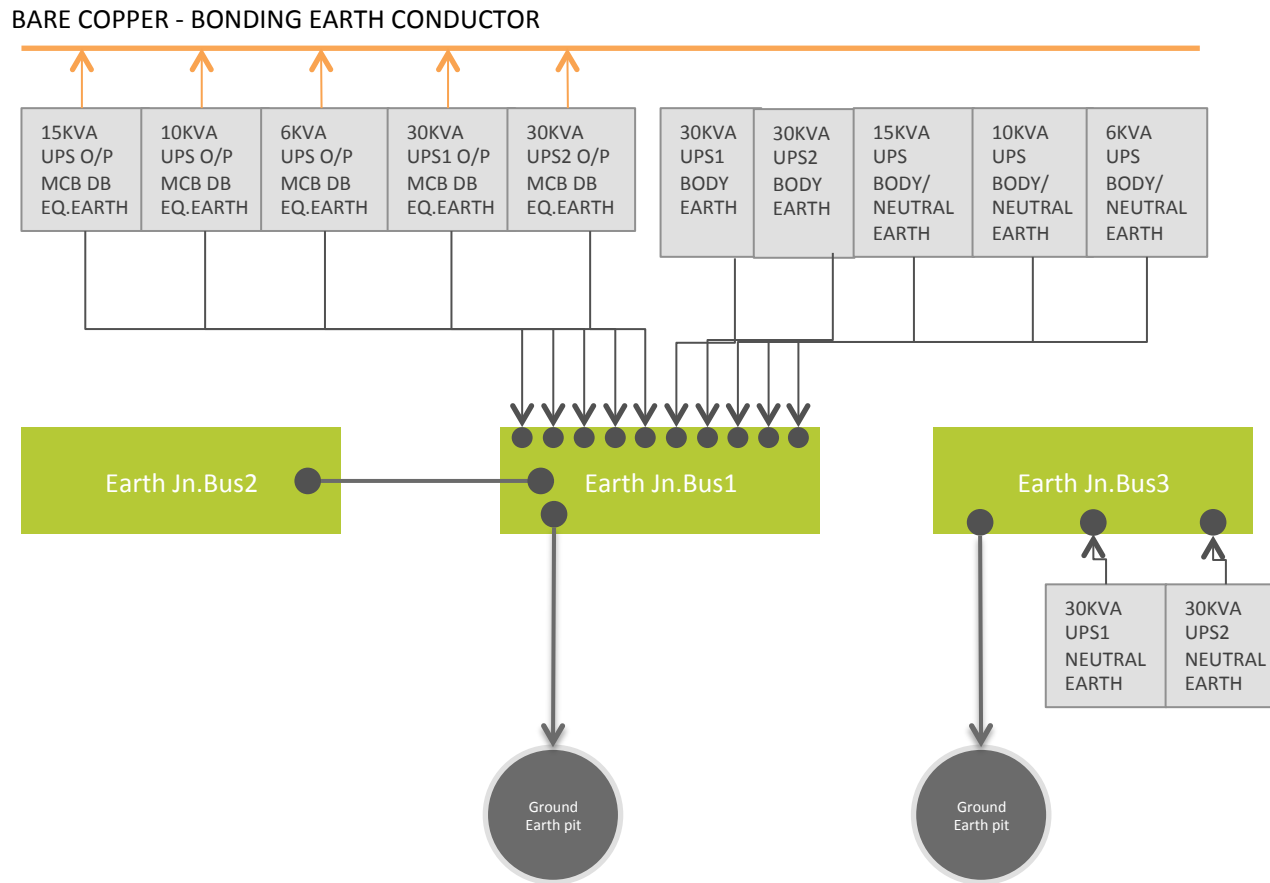 BARE COPPER - BONDING EARTH CONDUCTOR
15KVA
UPS O/P
MCB DB
EQ.EARTH
10KVA
UPS O/P
MCB DB
EQ.EARTH
6KVA
UPS O/P
MCB DB
EQ.EARTH
30KVA
UPS1 O/P
MCB DB
EQ.EARTH
30KVA
UPS2 O/P
MCB DB
EQ.EARTH
30KVA
UPS1
BODY
EARTH
30KVA
UPS2
BODY
EARTH
15KVA
UPS
BODY/
NEUTRAL
EARTH
10KVA
UPS
BODY/
NEUTRAL
EARTH
6KVA
UPS
BODY/
NEUTRAL
EARTH
Earth Jn.Bus2
Earth Jn.Bus1
Earth Jn.Bus3
30KVA
UPS1
NEUTRAL
EARTH
30KVA
UPS2
NEUTRAL
EARTH
Ground
Earth pit
Ground
Earth pit